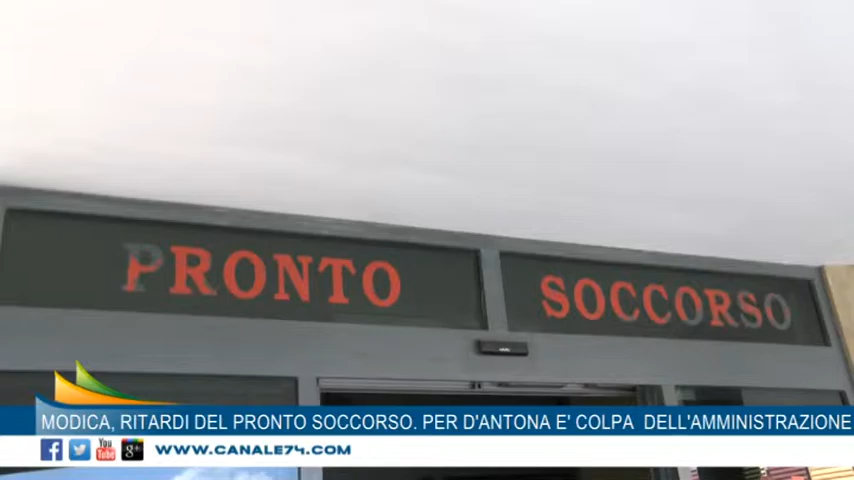 PRONTO SOCCORSO
MODICA, RITARDI DEL PRONTO SOCCORSO. PER D'ANTONA E' COLPA DELL'AMMINISTRAZIONE
f You Tube g+ WWW.CANALE74.COM